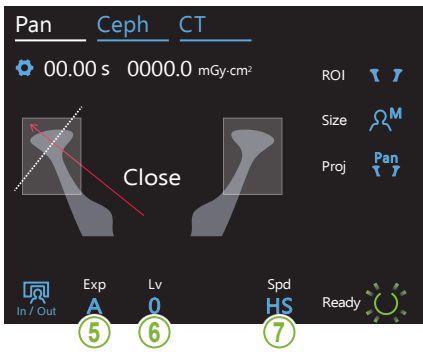 Pan Ceph CT
00.00 s 0000.0 mGy·cm²
ROI
Size M
Close
Proj Pan
Exp Lv Spd
In / Out A 0 HS Ready
5 6 7